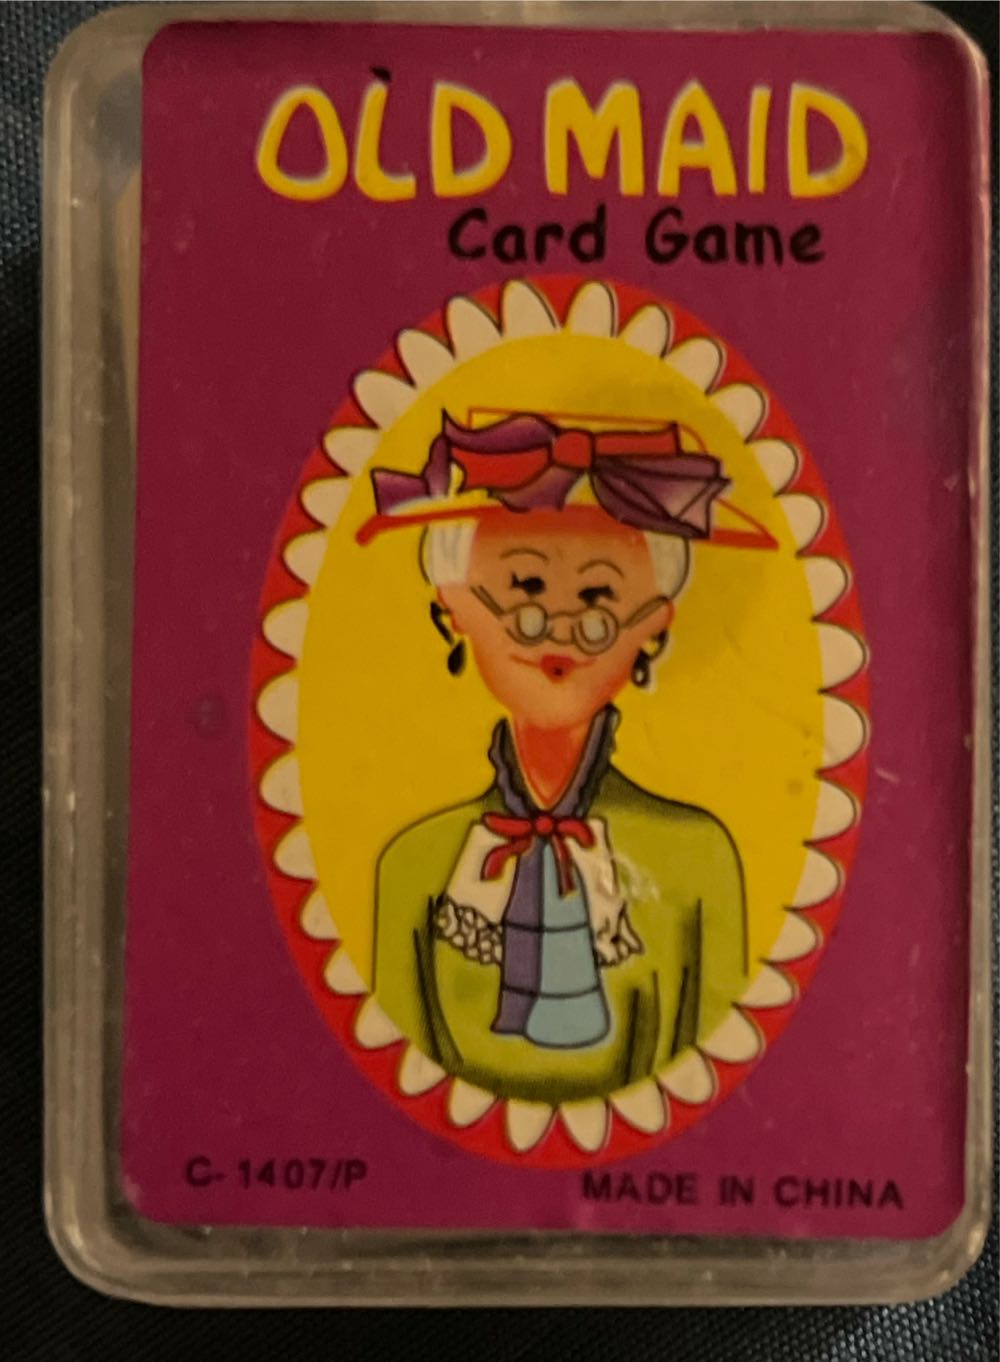 OLD MAID
Card Game
C-1407/P
MADE IN CHINA